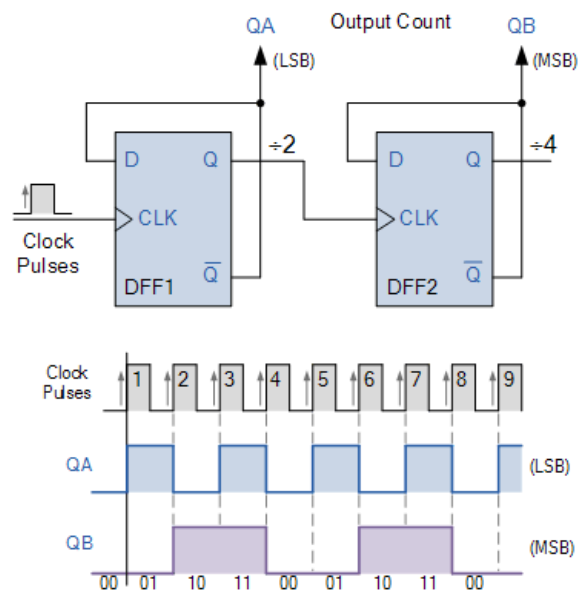 QA Output Count QB
(LSB) (MSB)
D Q ÷2 D Q ÷4
CLK CLK
Clock
Pulses
Q Q
DFF1 DFF2
Clock
Pulses
1 2 3 4 5 6 7 8 9
QA (LSB)
QB (MSB)
00 01 10 11 00 01 10 11 00